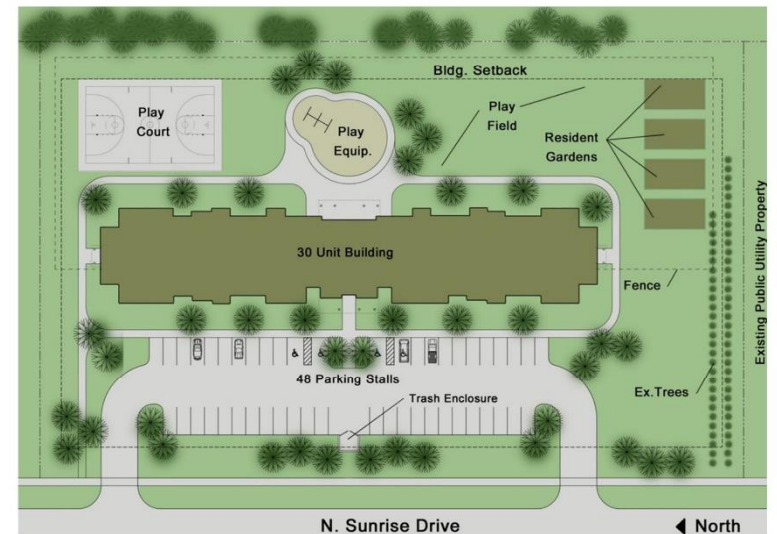 Bldg. Setback
Play
Court
Play
Equip.
Play
Field
Resident
Gardens
30 Unit Building
Fence
Existing Public Utility Property
48 Parking Stalls
Ex.Trees
Trash Enclosure
N. Sunrise Drive
North